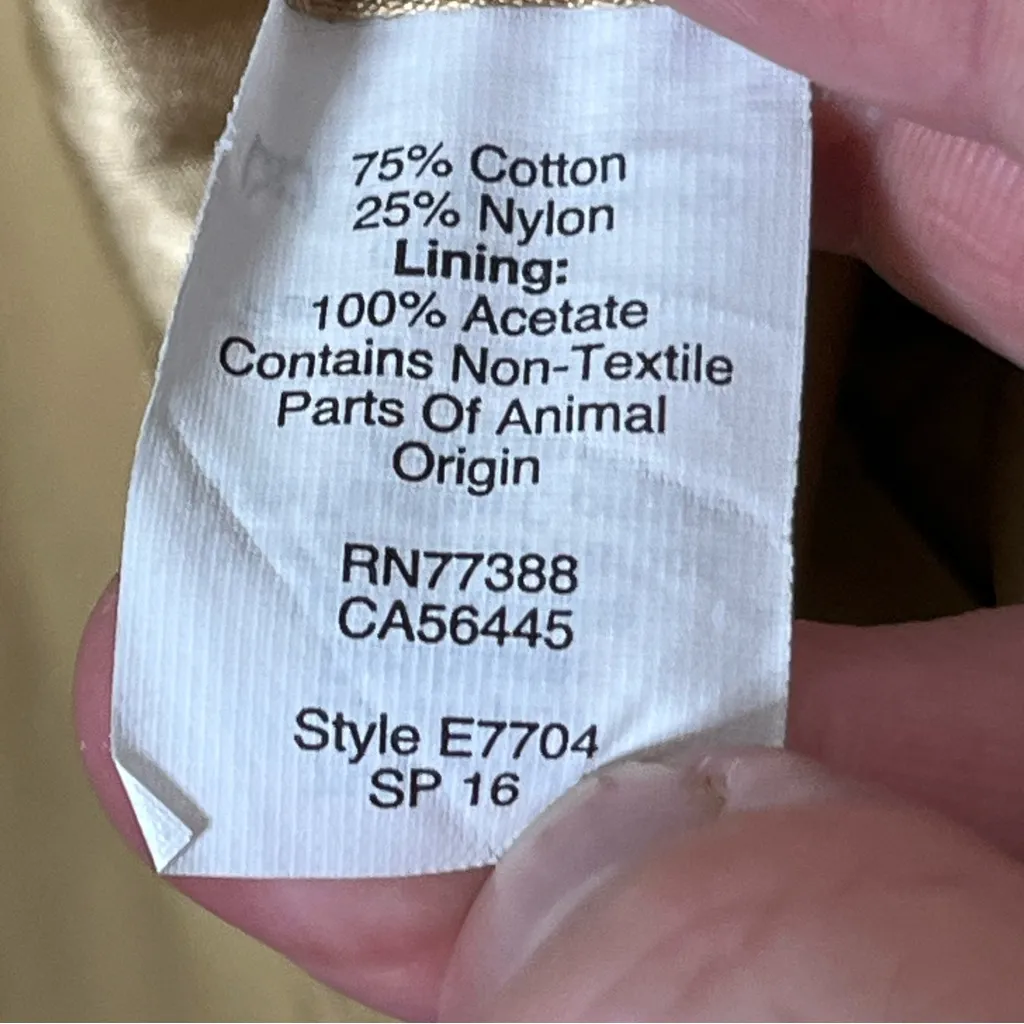 75% Cotton
25% Nylon
Lining:
100% Acetate
Contains Non-Textile
Parts Of Animal
Origin
RN77388
CA56445
Style E7704
SP 16